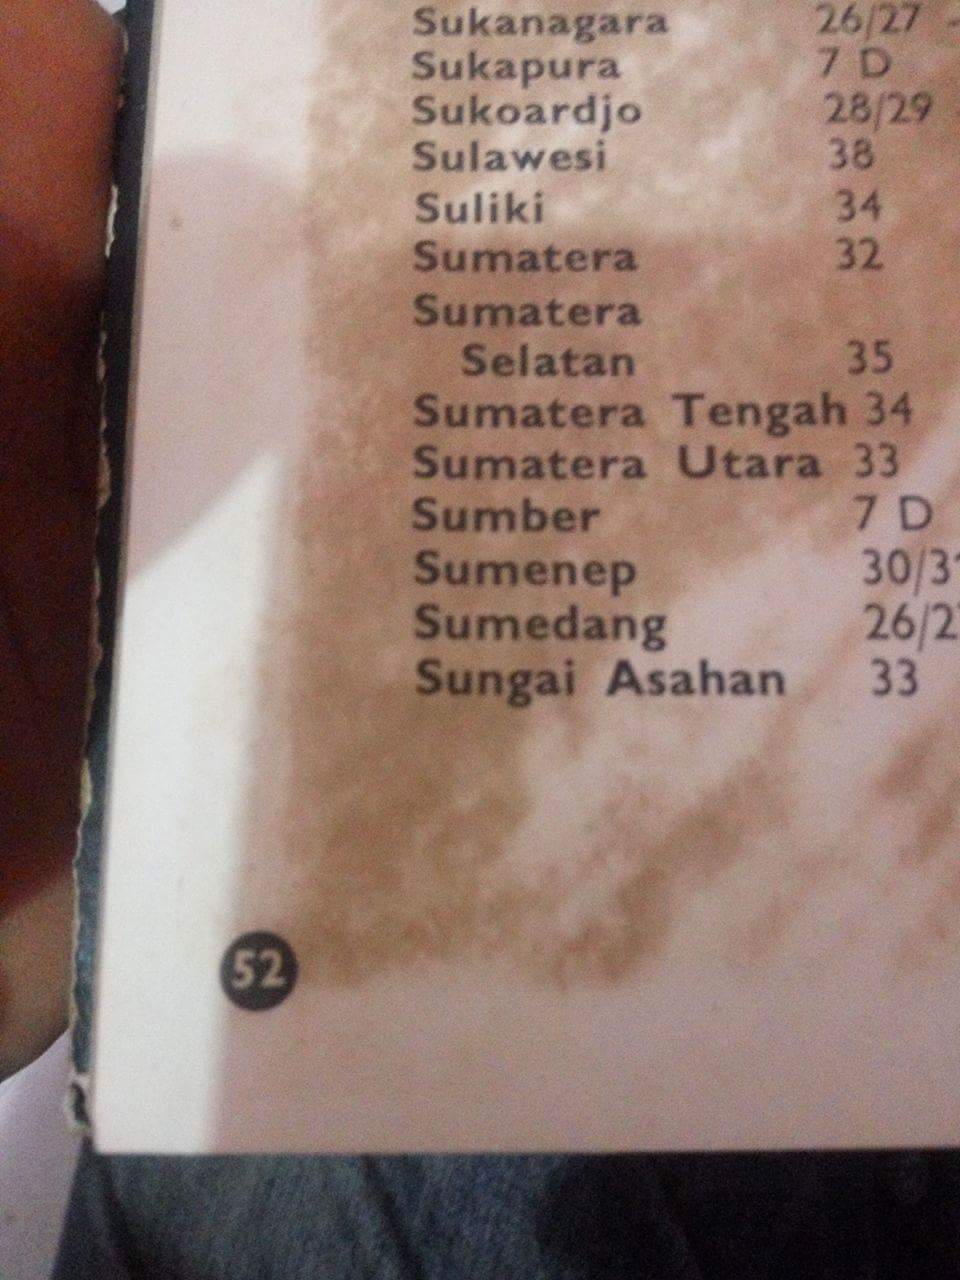 Sukanagara 26/27
Sukapura 7 D
Sukoardjo 28/29
Sulawesi 38
Suliki 34
Sumatera 32
Sumatera
Selatan 35
Sumatera Tengah 34
Sumatera Utara 33
Sumber 7 D
Sumenep
Sumedang
Sungai Asahan 33
52